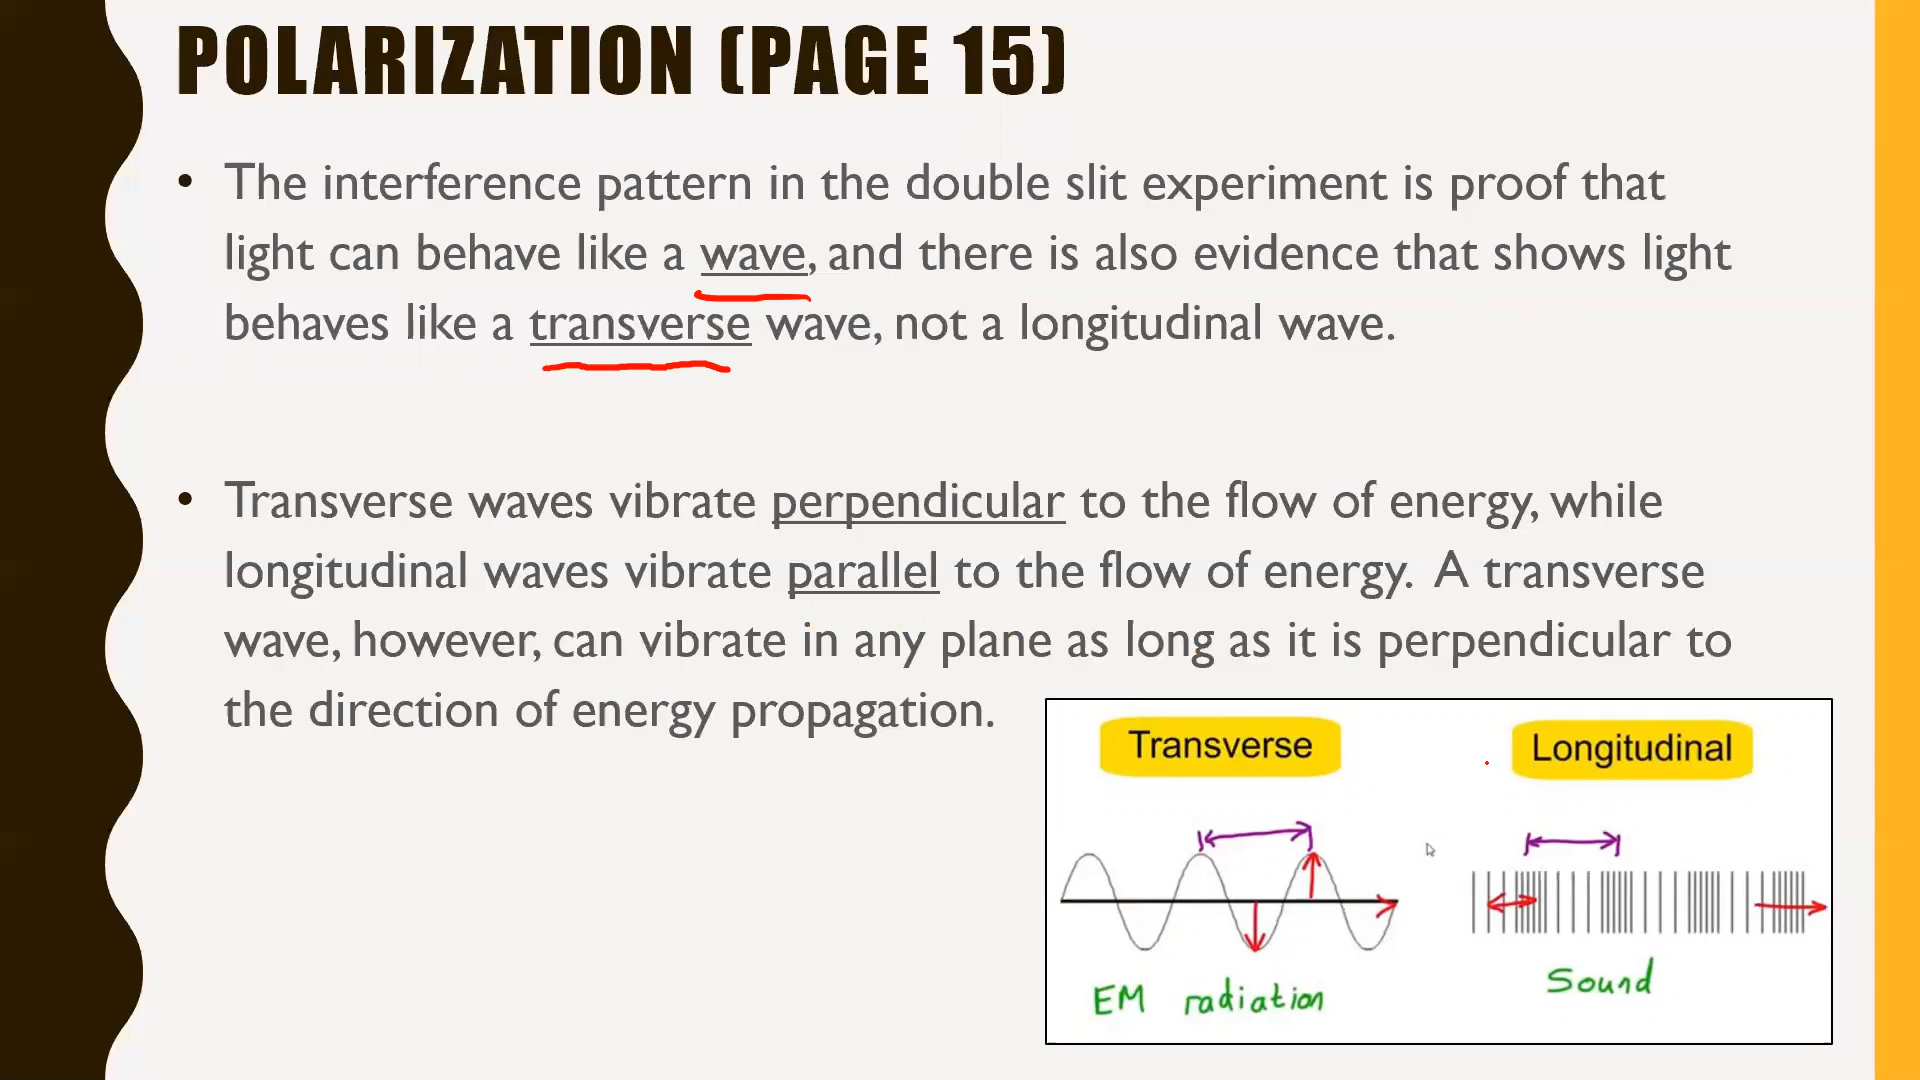 POLARIZATION (PAGE 15)
• The interference pattern in the double slit experiment is proof that
light can behave like a wave, and there is also evidence that shows light
behaves like a transverse wave, not a longitudinal wave.
• Transverse waves vibrate perpendicular to the flow of energy, while
longitudinal waves vibrate parallel to the flow of energy. A transverse
wave, however, can vibrate in any plane as long as it is perpendicular to
the direction of energy propagation.
Transverse
Longitudinal
EM radiation
Sound